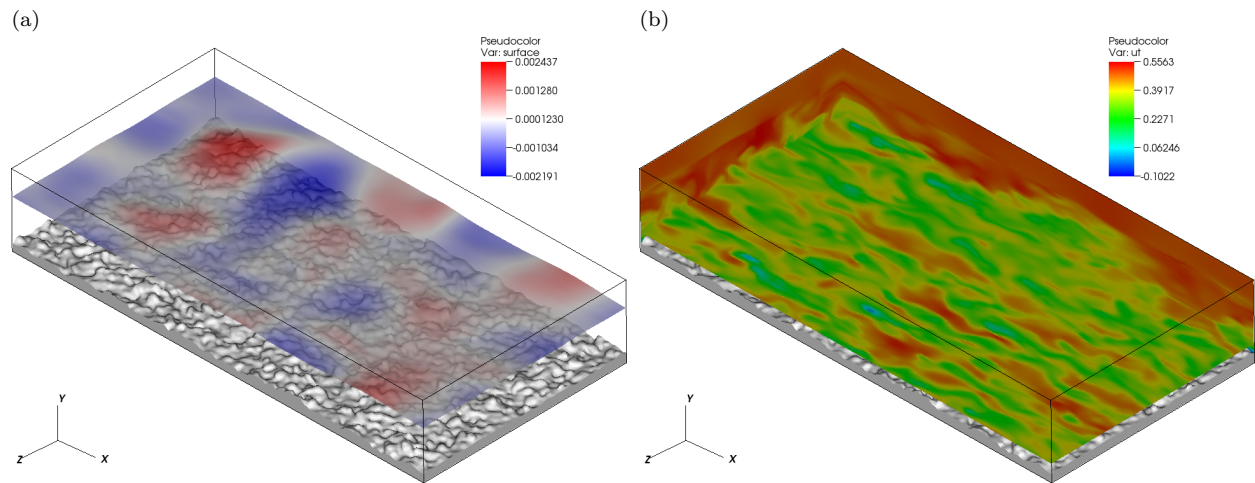 (a)
Pseudocolor
Var: surface
0.002437
0.001280
0.0001230
-0.001034
-0.002191
Y
Z
X
(b)
Pseudocolor
Var: ut
0.5563
0.3917
0.2271
0.06246
-0.1022
Y
Z
X